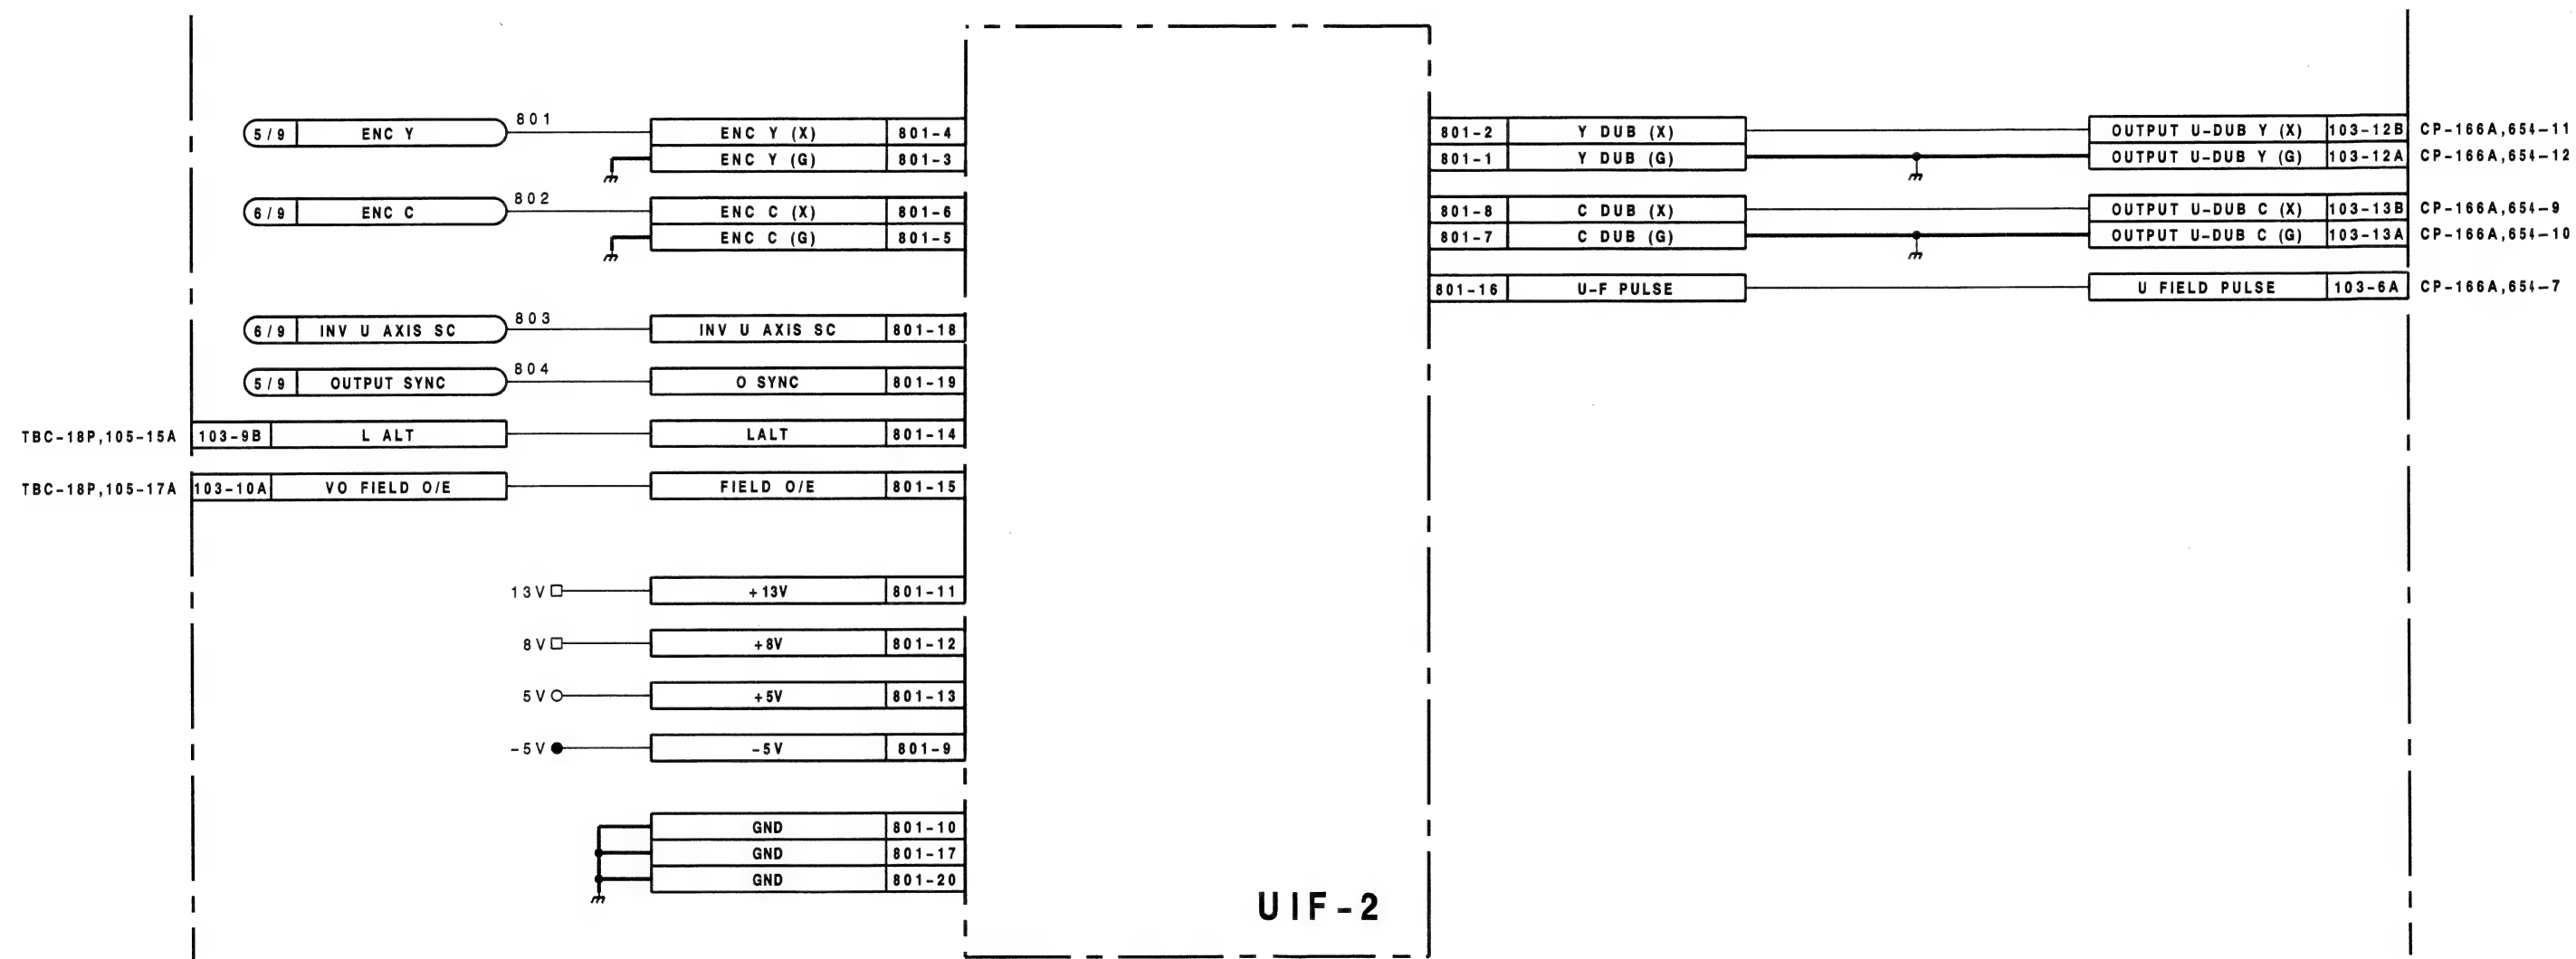 5/9 ENC Y 801 ENC Y (X) 801-4
ENC Y (G) 801-3
6/9 ENC C 802 ENC C (X) 801-6
ENC C (G) 801-5
6/9 INV U AXIS SC 803 INV U AXIS SC 801-18
5/9 OUTPUT SYNC 804 O SYNC 801-19
TBC-18P,105-15A 103-9B L ALT LALT 801-14
TBC-18P,105-17A 103-10A VO FIELD O/E FIELD O/E 801-15
13V +13V 801-11
8V +8V 801-12
5V +5V 801-13
-5V -5V 801-9
GND 801-10
GND 801-17
GND 801-20
UIF-2
801-2 Y DUB (X) OUTPUT U-DUB Y (X) 103-12B CP-166A,654-11
801-1 Y DUB (G) OUTPUT U-DUB Y (G) 103-12A CP-166A,654-12
801-8 C DUB (X) OUTPUT U-DUB C (X) 103-13B CP-166A,654-9
801-7 C DUB (G) OUTPUT U-DUB C (G) 103-13A CP-166A,654-10
801-16 U-F PULSE U FIELD PULSE 103-6A CP-166A,654-7